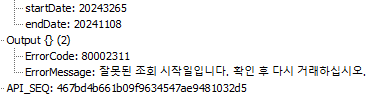 startDate: 20243265
endDate: 20241108
Output {} (2)
ErrorCode: 80002311
ErrorMessage: 잘못된 조회 시작일입니다. 확인 후 다시 거래하십시오.
API_SEQ: 467bd4b661b09f9634547ae9481032d5